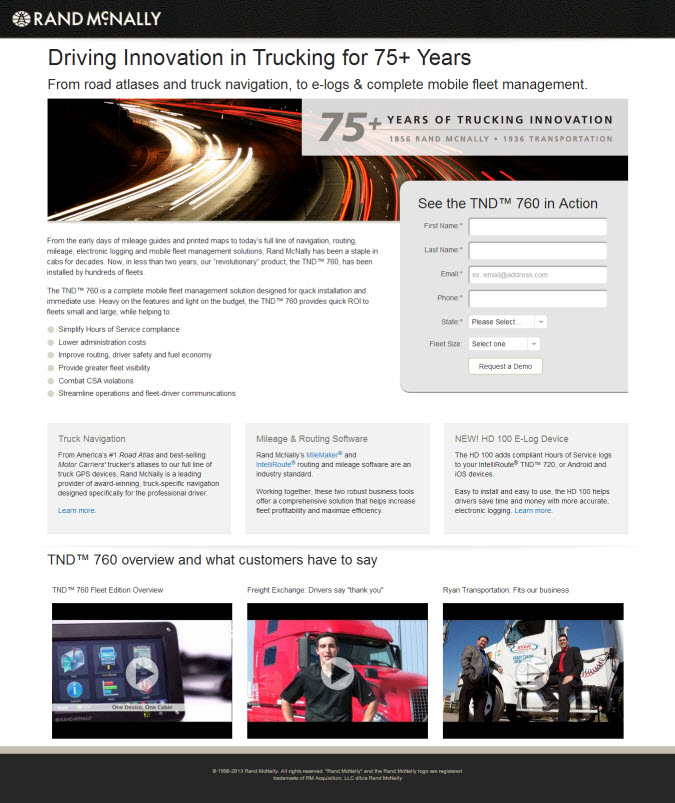 RAND McNALLY
Driving Innovation in Trucking for 75+ Years
From road atlases and truck navigation, to e-logs & complete mobile fleet management.
75+ YEARS OF TRUCKING INNOVATION
1856 RAND MCNALLY • 1936 TRANSPORTATION
From the early days of mileage guides and printed maps to today's full line of navigation, routing,
mileage, electronic logging and mobile fleet management solutions, Rand McNally has been a staple in
cabs for decades. Now, in less than two years, our "revolutionary" product, the TND™ 760, has been
installed by hundreds of fleets.
The TND™ 760 is a complete mobile fleet management solution designed for quick installation and
immediate use. Heavy on the features and light on the budget, the TND™ 760 provides quick ROI to
fleets small and large, while helping to:
Simplify Hours of Service compliance
Lower administration costs
Improve routing, driver safety and fuel economy
Provide greater fleet visibility
Combat CSA violations
Streamline operations and fleet-driver communications
See the TND™ 760 in Action
First Name:*
Last Name:*
Email:* ex. email@address.com
Phone:*
State:* Please Select...
Fleet Size: Select one
Request a Demo
Truck Navigation
From America's #1 Road Atlas and best-selling
Motor Carriers' trucker's atlases to our full line of
truck GPS devices, Rand McNally is a leading
provider of award-winning, truck-specific navigation
designed specifically for the professional driver.
Learn more.
Mileage & Routing Software
Rand McNally's MileMaker® and
IntelliRoute® routing and mileage software are an
industry standard.
Working together, these two robust business tools
offer a comprehensive solution that helps increase
fleet profitability and maximize efficiency.
NEW! HD 100 E-Log Device
The HD 100 adds compliant Hours of Service logs
to your IntelliRoute® TND™ 720, or Android and
iOS devices.
Easy to install and easy to use, the HD 100 helps
drivers save time and money with more accurate,
electronic logging. Learn more.
TND™ 760 overview and what customers have to say
TND™ 760 Fleet Edition Overview
RAND MCNALLY
One Device, One Cable
Freight Exchange: Drivers say "thank you"
Ryan Transportation: Fits our business
RYAN
© 1998-2013 Rand McNally. All rights reserved. "Rand McNally" and the Rand McNally logo are registered
trademarks of RM Acquisition, LLC d/b/a Rand McNally